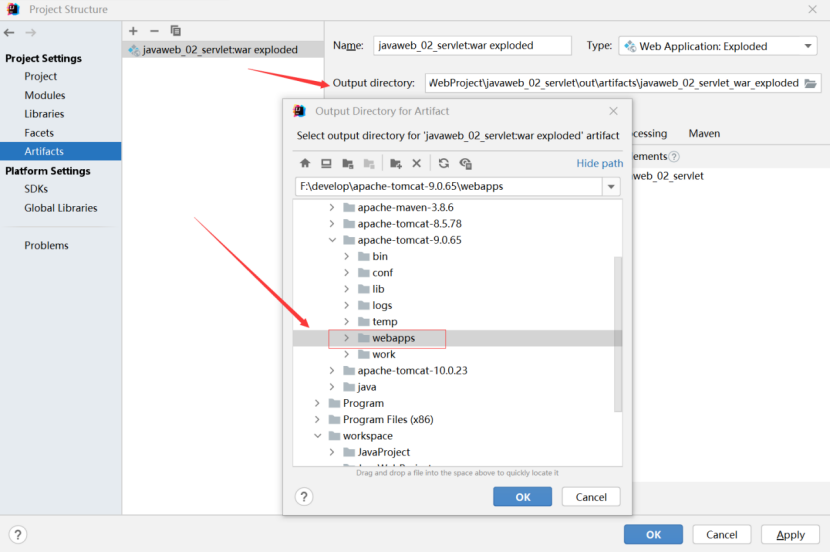 Project Structure
Project Settings
Project
Modules
Libraries
Facets
Artifacts
Platform Settings
SDKs
Global Libraries
Problems
javaweb_02_servlet:war exploded
Name: javaweb_02_servlet:war exploded Type: Web Application: Exploded
Output directory: WebProject\javaweb_02_servlet\out\artifacts\javaweb_02_servlet_war_exploded
Maven
web_02_servlet
Output Directory for Artifact
Select output directory for 'javaweb_02_servlet:war exploded' artifact
Hide path
F:\develop\apache-tomcat-9.0.65\webapps
apache-maven-3.8.6
apache-tomcat-8.5.78
apache-tomcat-9.0.65
bin
conf
lib
logs
temp
webapps
work
apache-tomcat-10.0.23
java
Program
Program Files (x86)
workspace
JavaProject
Drag and drop a file into the space above to quickly locate it
? OK Cancel
? OK Cancel Apply